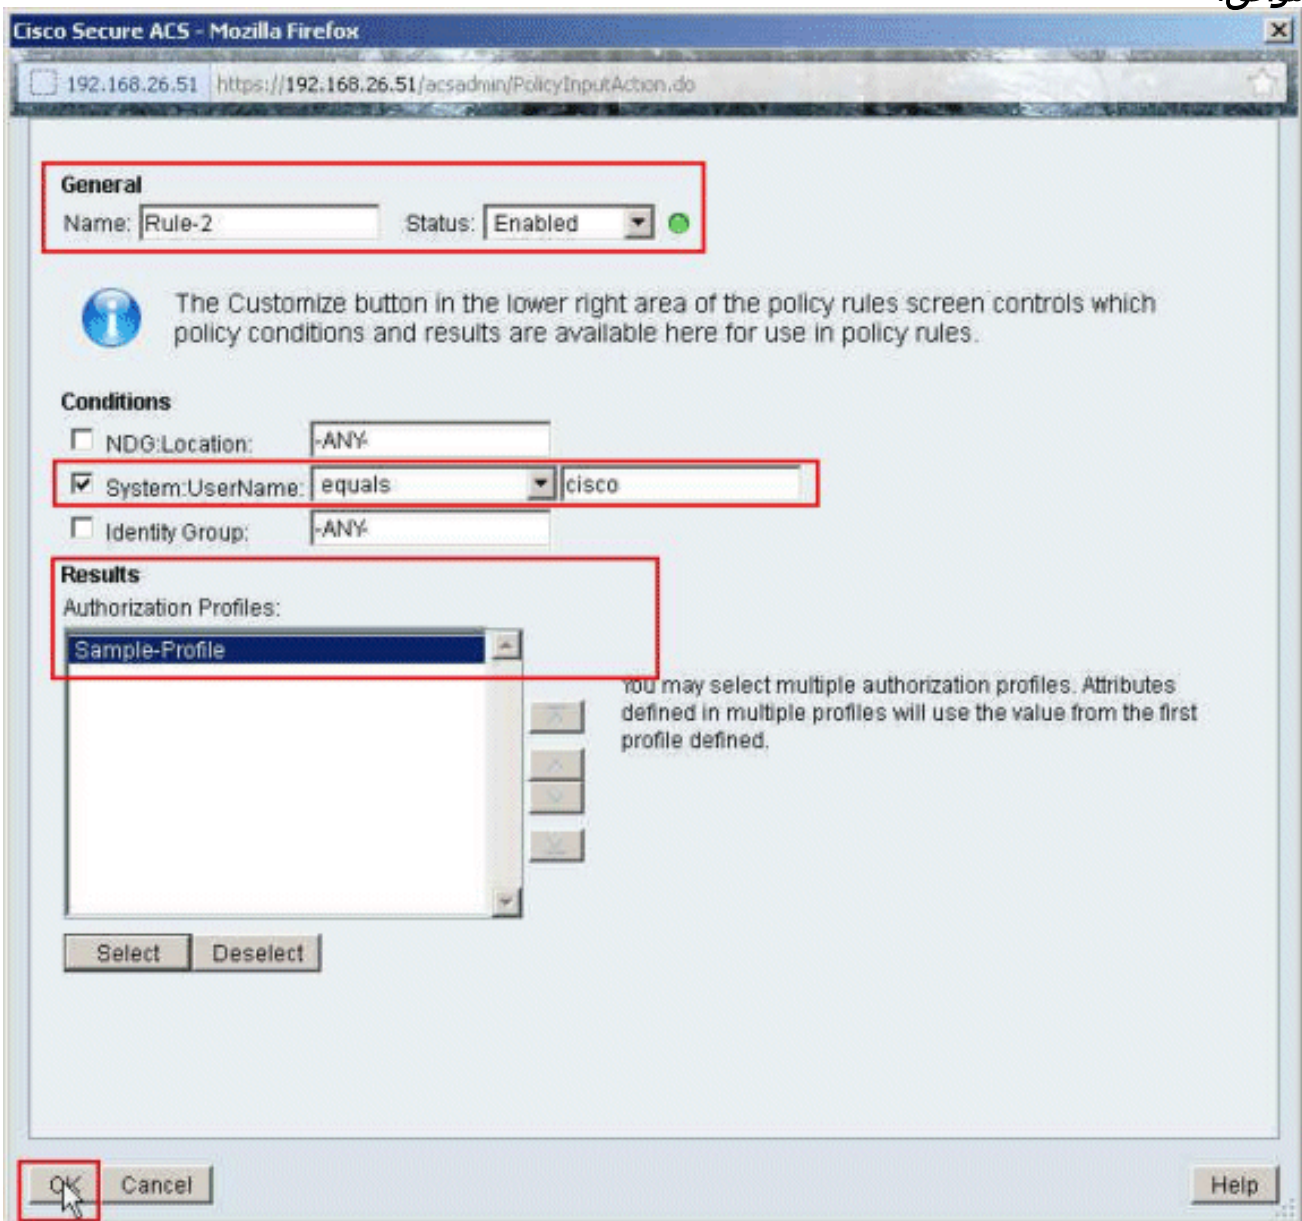 Cisco Secure ACS - Mozilla Firefox
192.168.26.51 https://192.168.26.51/acsadmin/PolicyInputAction.do
General
Name: Rule-2 Status: Enabled
The Customize button in the lower right area of the policy rules screen controls which
policy conditions and results are available here for use in policy rules.
Conditions
NDG:Location: -ANY-
System:UserName: equals cisco
Identity Group: -ANY-
Results
Authorization Profiles:
Sample-Profile
You may select multiple authorization profiles. Attributes
defined in multiple profiles will use the value from the first
profile defined.
Select Deselect
OK Cancel Help